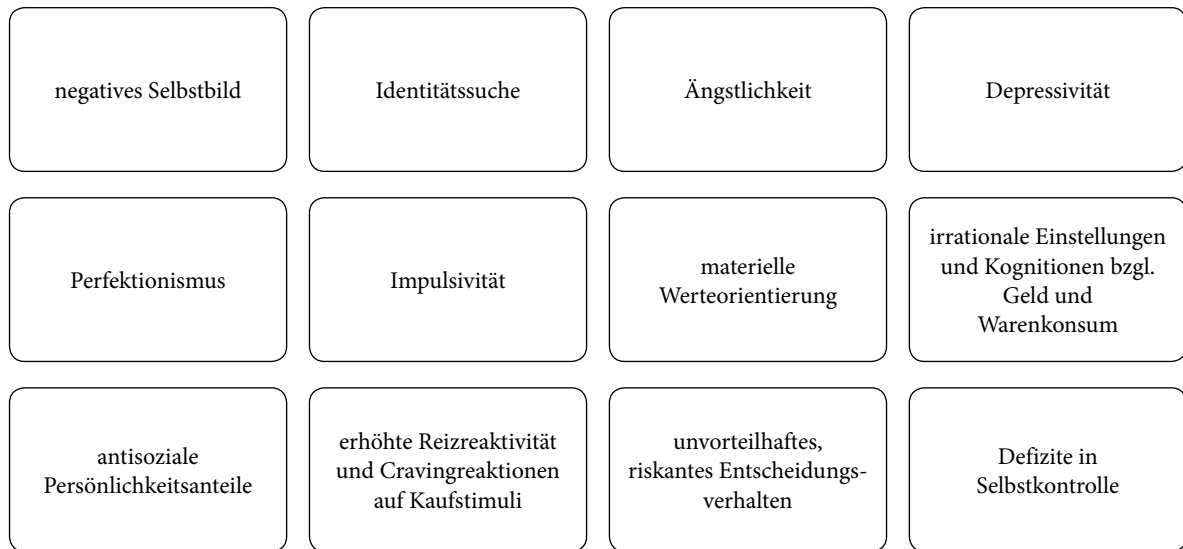 negatives Selbstbild
Identitätssuche
Ängstlichkeit
Depressivität
Perfektionismus
Impulsivität
materielle
Werteorientierung
irrationale Einstellungen
und Kognitionen bzgl.
Geld und
Warenkonsum
antisoziale
Persönlichkeitsanteile
erhöhte Reizreaktivität
und Cravingreaktionen
auf Kaufstimuli
unvorteilhaftes,
riskantes Entscheidungs-
verhalten
Defizite in
Selbstkontrolle